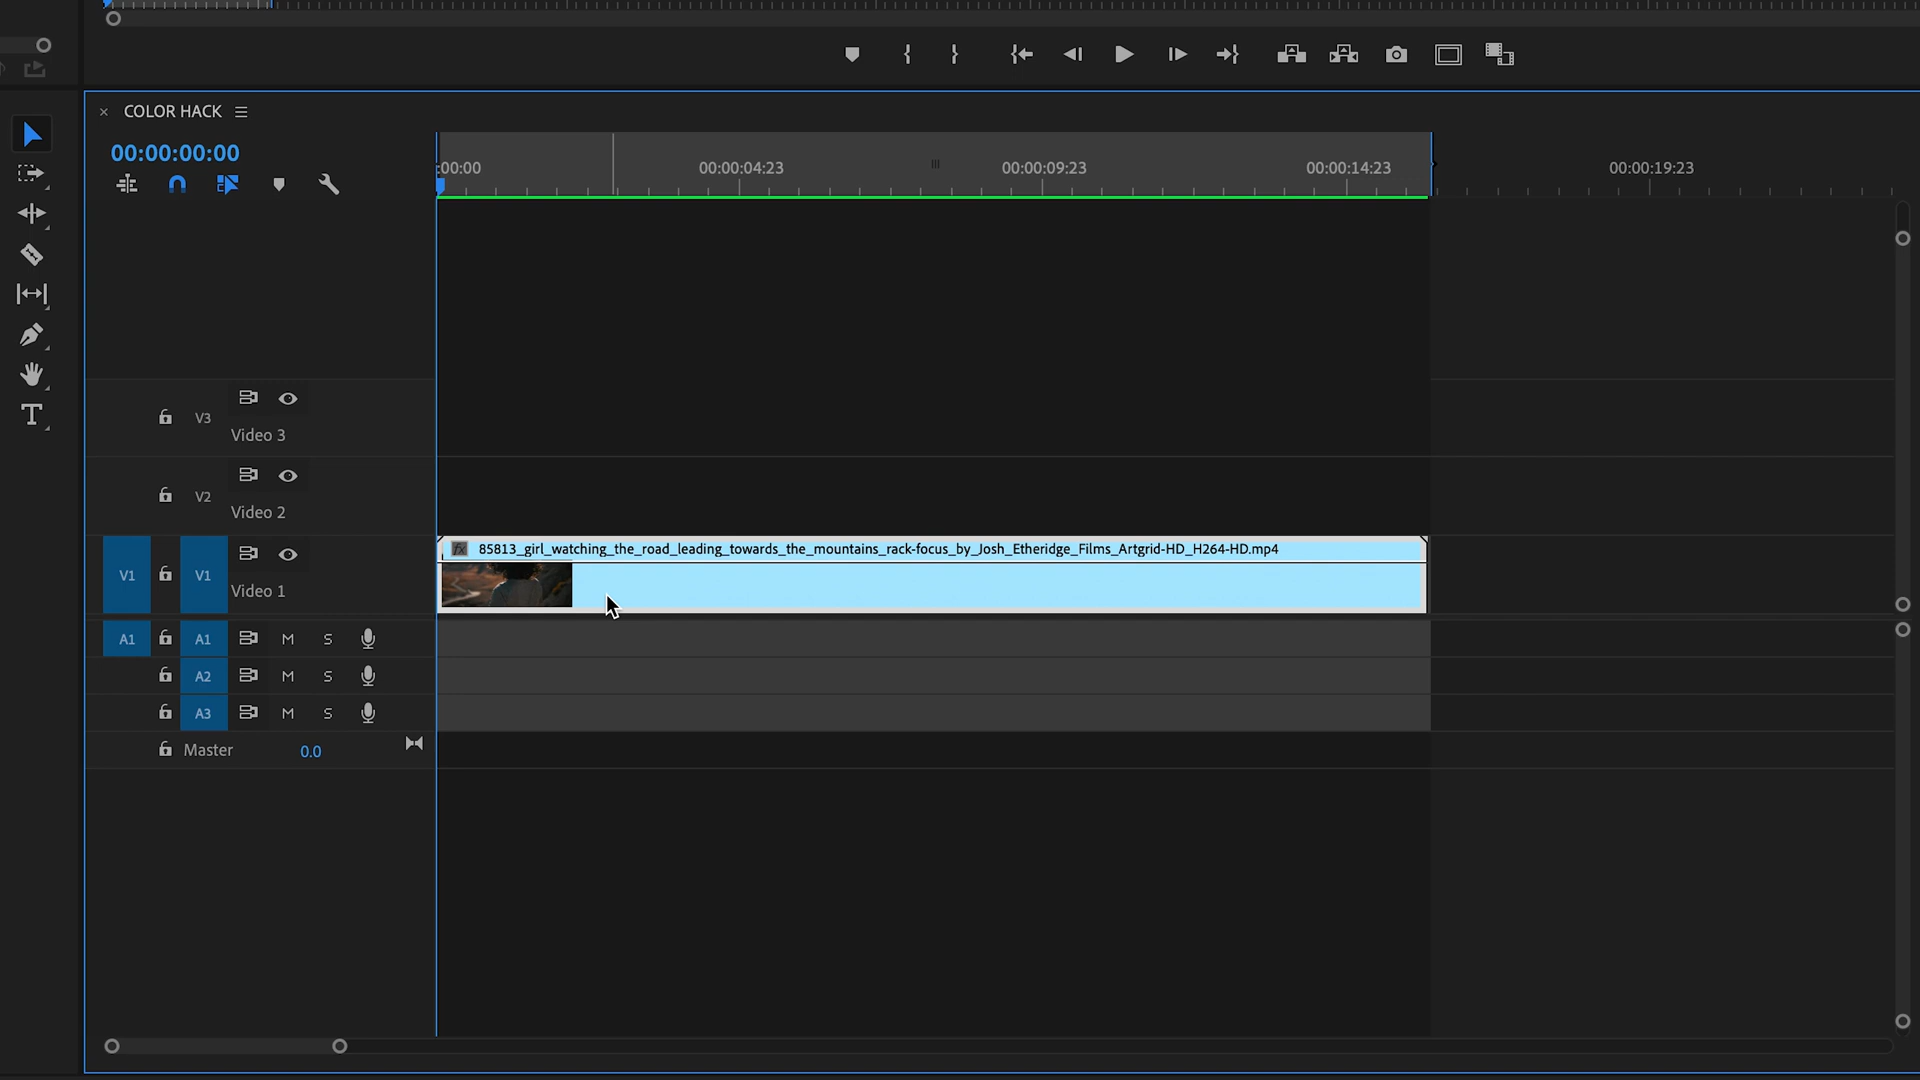 COLOR HACK
00:00:00:00
:00:00
00:00:04:23
00:00:09:23
00:00:14:23
00:00:19:23
V3
Video 3
V2
Video 2
V1
V1
Video 1
85813_girl_watching_the_road_leading_towards_the_mountains_rack-focus_by_Josh_Etheridge_Films_Artgrid-HD_H264-HD.mp4
fx
A1
A1
M
S
A2
M
S
A3
M
S
Master
0.0